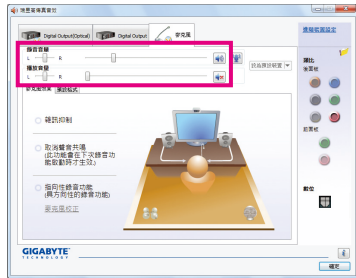 瑞昱高傳真音效
Digital Output(Optical)
Digital Output
麥克風
進階裝置設定
錄音音量
L R
播放音量
L R
設為預設裝置
麥克風效果 預設格式
雜訊抑制
取消聲音共鳴
(此功能會在下次錄音功
能啟動時才生效)
指向性錄音功能
(具方向性的錄音功能)
麥克風校正
類比
後面板
前面板
數位
GIGABYTE
TECHNOLOGY
確定